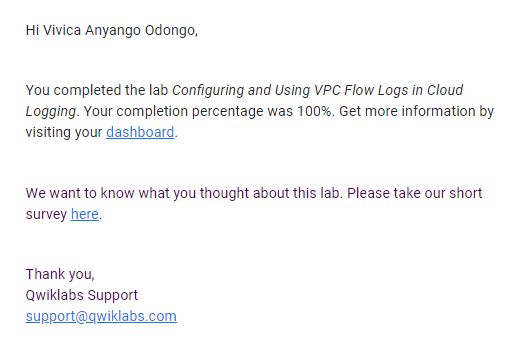 Hi Vivica Anyango Odongo,
You completed the lab Configuring and Using VPC Flow Logs in Cloud
Logging. Your completion percentage was 100%. Get more information by
visiting your dashboard.
We want to know what you thought about this lab. Please take our short
survey here.
Thank you,
Qwiklabs Support
support@qwiklabs.com